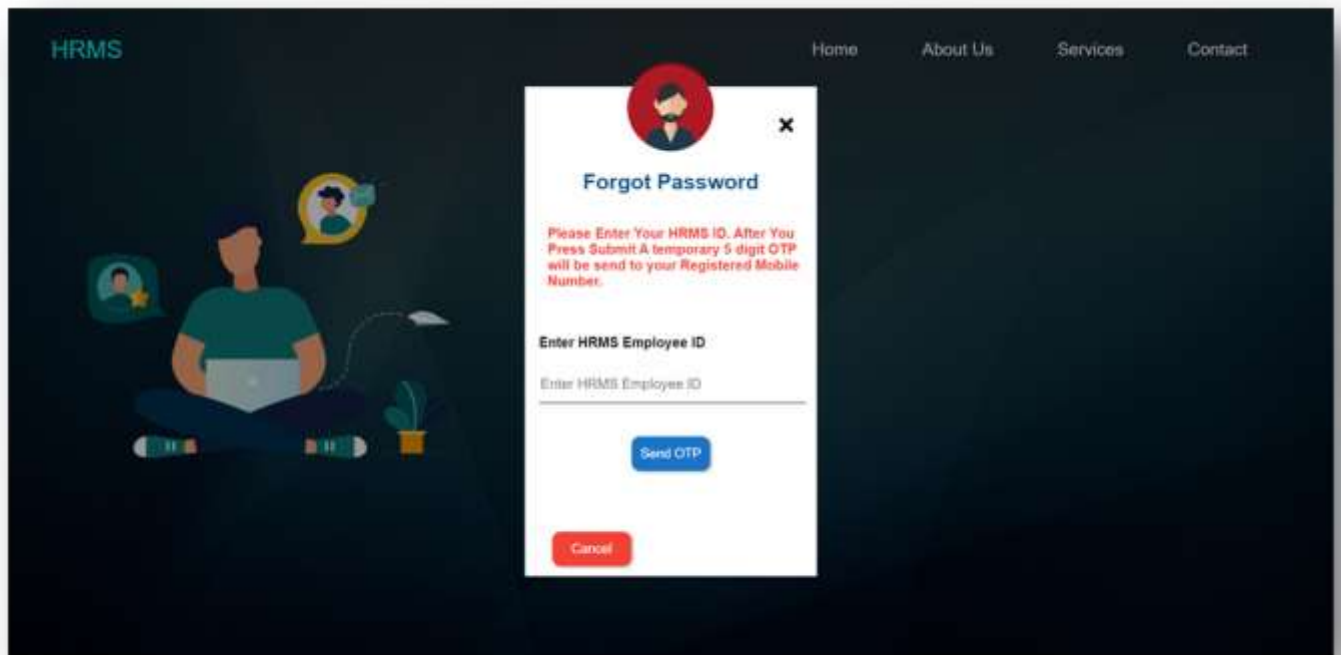 HRMS
Home About Us Services Contact
Forgot Password
Please Enter Your HRMS ID. After You
Press Submit A temporary 5 digit OTP
will be send to your Registered Mobile
Number.
Enter HRMS Employee ID
Enter HRMS Employee ID
Send OTP
Cancel